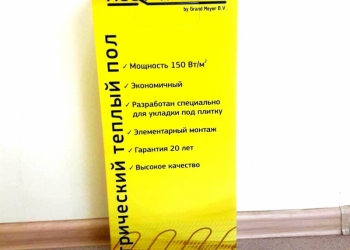 by Grand Meyer B.V
трический теплый пол
✓ Мощность 150 Вт/м²
✓ Экономичный
✓ Разработан специально
для укладки под плитку
✓ Элементарный монтаж
✓ Гарантия 20 лет
✓ Высокое качество